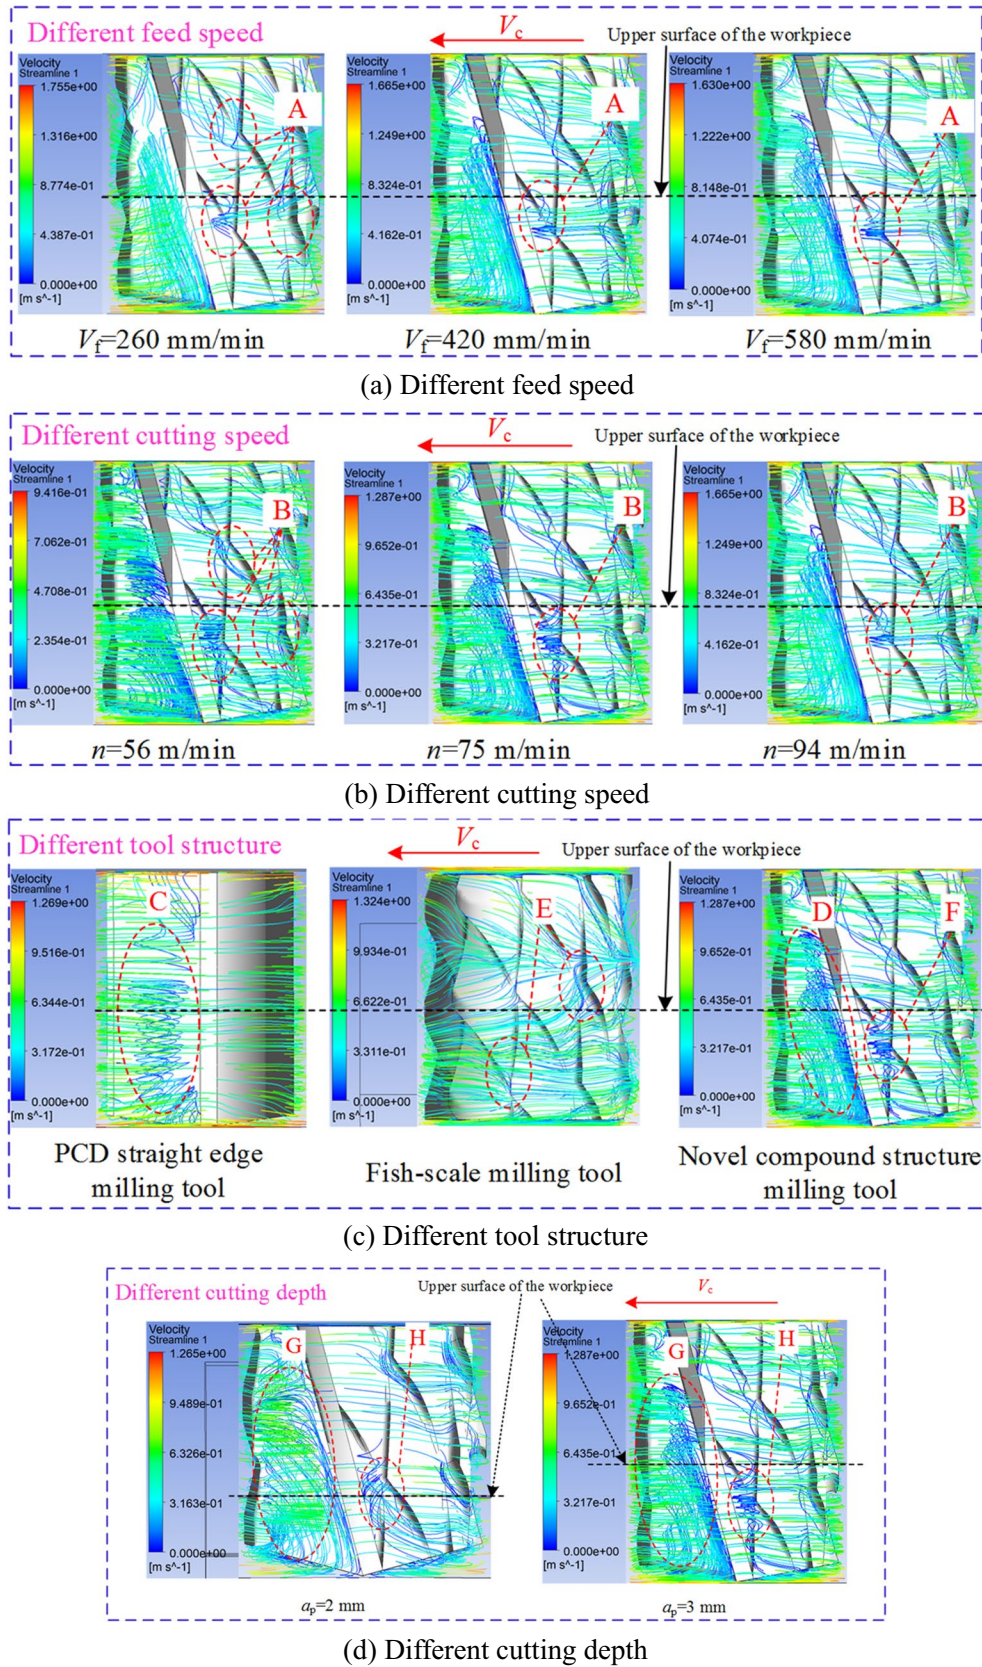 Different feed speed
Vc
Upper surface of the workpiece
Velocity
Streamline 1
1.755e+00
1.316e+00
8.774e-01
4.387e-01
0.000e+00
[m s^-1]
A
Velocity
Streamline 1
1.665e+00
1.249e+00
8.324e-01
4.162e-01
0.000e+00
[m s^-1]
A
Velocity
Streamline 1
1.630e+00
1.222e+00
8.148e-01
4.074e-01
0.000e+00
[m s^-1]
A
Vf=260 mm/min
Vf=420 mm/min
Vf=580 mm/min
(a) Different feed speed
Different cutting speed
Vc
Upper surface of the workpiece
Velocity
Streamline 1
9.416e-01
7.062e-01
4.708e-01
2.354e-01
0.000e+00
[m s^-1]
B
Velocity
Streamline 1
1.287e+00
9.652e-01
6.435e-01
3.217e-01
0.000e+00
[m s^-1]
B
Velocity
Streamline 1
1.665e+00
1.249e+00
8.324e-01
4.162e-01
0.000e+00
[m s^-1]
B
n=56 m/min
n=75 m/min
n=94 m/min
(b) Different cutting speed
Different tool structure
Vc
Upper surface of the workpiece
Velocity
Streamline 1
1.269e+00
9.516e-01
6.344e-01
3.172e-01
0.000e+00
[m s^-1]
C
Velocity
Streamline 1
1.324e+00
9.934e-01
6.622e-01
3.311e-01
0.000e+00
[m s^-1]
E
Velocity
Streamline 1
1.287e+00
9.652e-01
6.435e-01
3.217e-01
0.000e+00
[m s^-1]
D
F
PCD straight edge
milling tool
Fish-scale milling tool
Novel compound structure
milling tool
(c) Different tool structure
Different cutting depth
Upper surface of the workpiece
Vc
Velocity
Streamline 1
1.265e+00
9.489e-01
6.326e-01
3.163e-01
0.000e+00
[m s^-1]
G
H
Velocity
Streamline 1
1.287e+00
9.652e-01
6.435e-01
3.217e-01
0.000e+00
[m s^-1]
G
H
ap=2 mm
ap=3 mm
(d) Different cutting depth